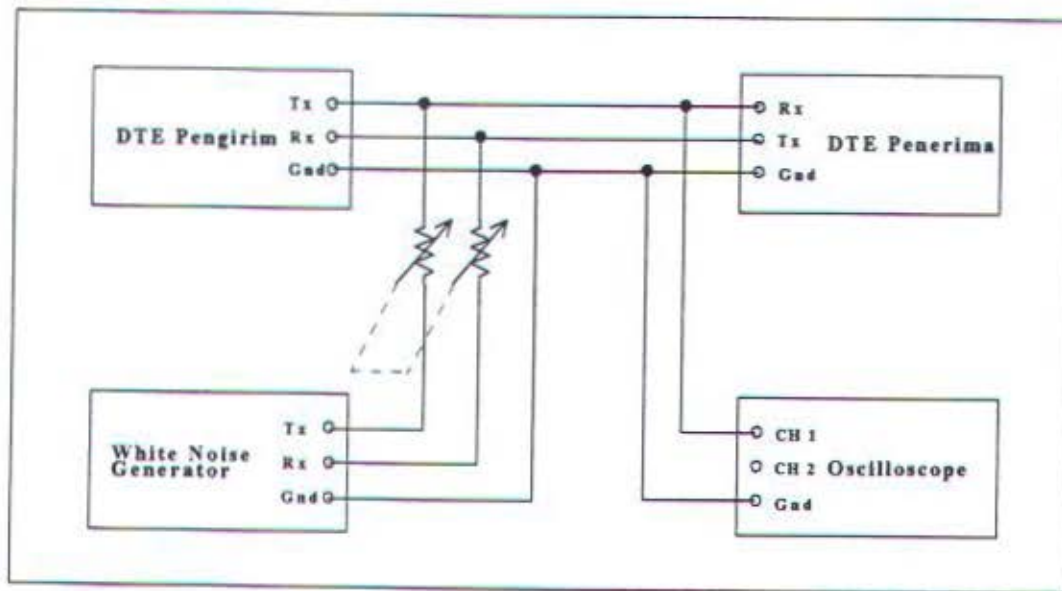 Tx
DTE Pengirim Rx
Gnd
Rx
Tx DTE Penerima
Gnd
Tx
White Noise
Generator
Rx
Gnd
CH 1
CH 2 Oscilloscope
Gnd